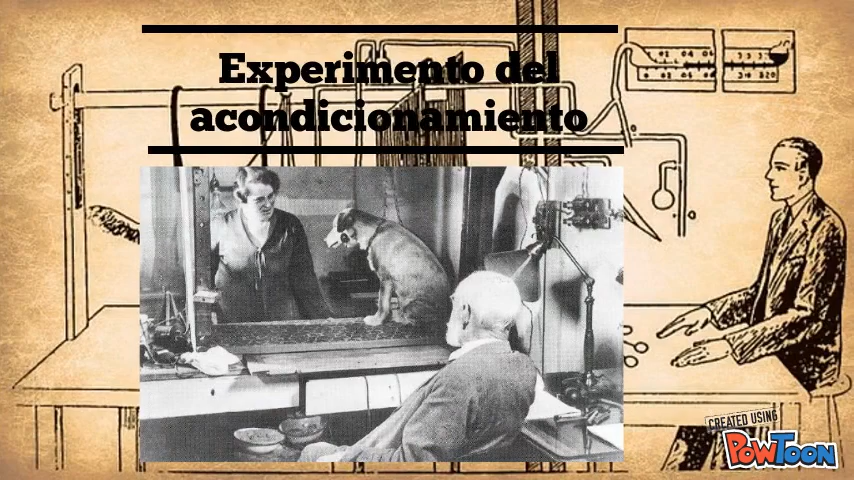 Experimento del
acondicionamiento
CREATED USING
POWTOON